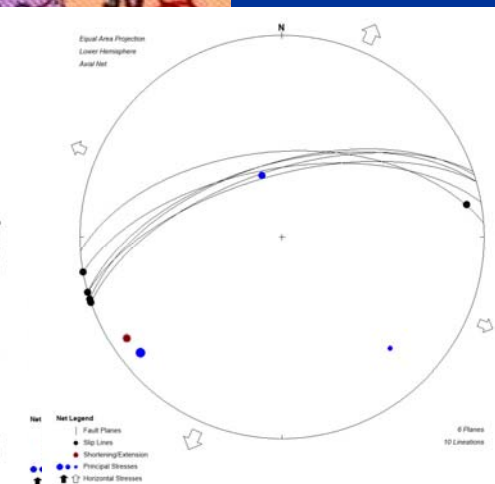 Equal Area Projection
Lower Hemisphere
Axial Net
N
Net
Net Legend
Fault Planes
Slip Lines
Shortening/Extension
Principal Stresses
Horizontal Stresses
6 Planes
10 Lineations